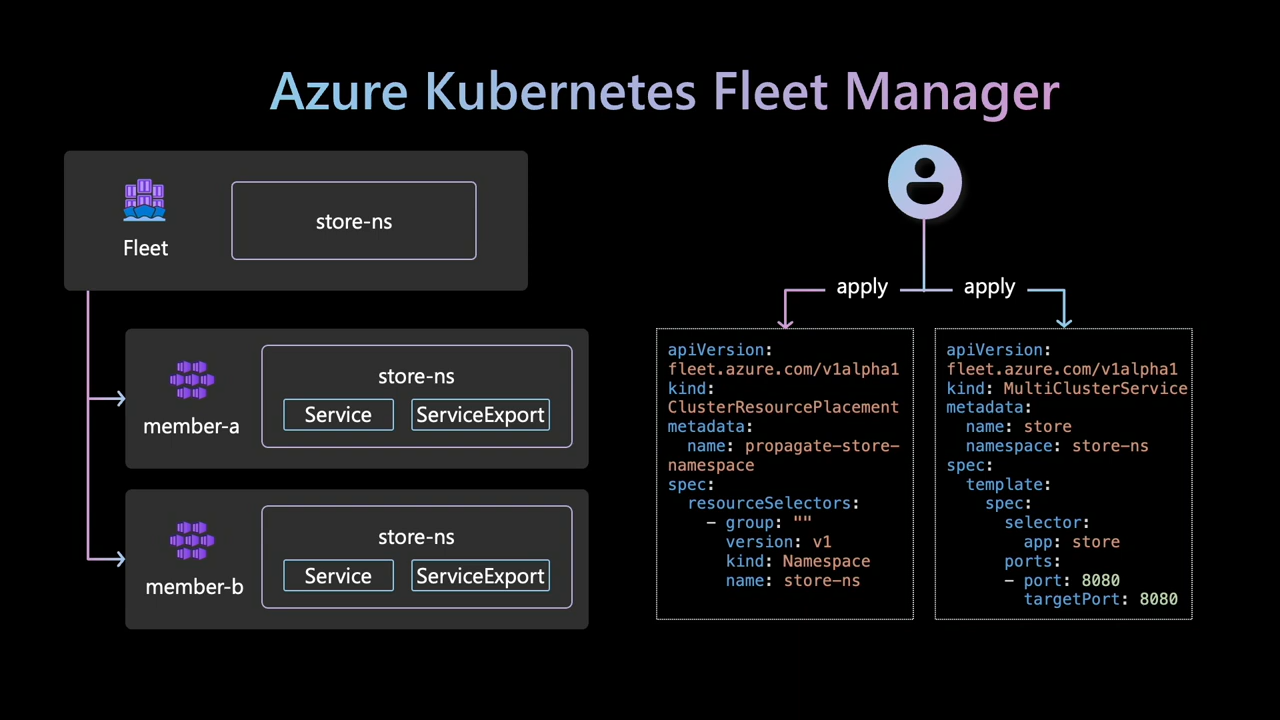 Azure Kubernetes Fleet Manager
Fleet
store-ns
member-a
store-ns
Service
ServiceExport
member-b
store-ns
Service
ServiceExport
apply
apply
apiVersion:
fleet.azure.com/v1alpha1
kind:
ClusterResourcePlacement
metadata:
  name: propagate-store-
namespace
spec:
  resourceSelectors:
    - group: ""
      version: v1
      kind: Namespace
      name: store-ns
apiVersion:
fleet.azure.com/v1alpha1
kind: MultiClusterService
metadata:
  name: store
  namespace: store-ns
spec:
  template:
    spec:
      selector:
        app: store
      ports:
      - port: 8080
        targetPort: 8080